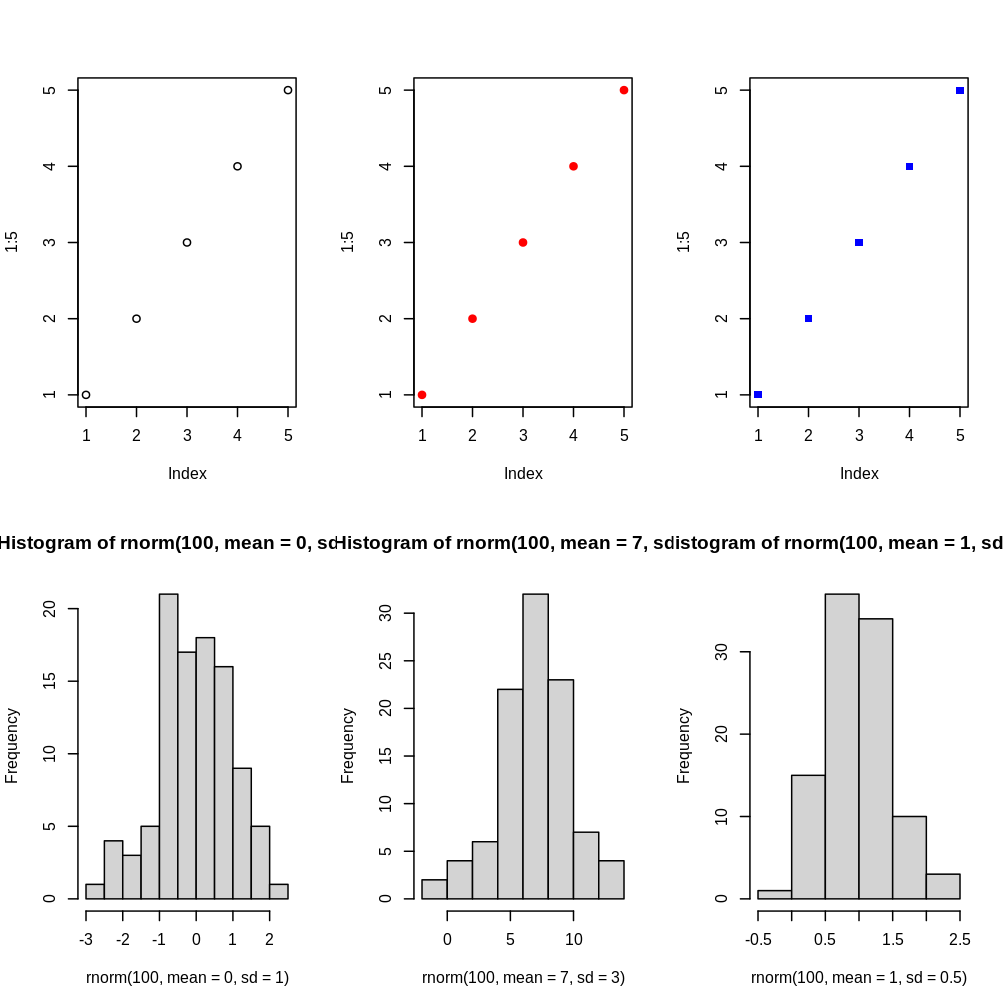 5
4
3
2
1
1:5
1 2 3 4 5
Index
5
4
3
2
1
1:5
1 2 3 4 5
Index
5
4
3
2
1
1:5
1 2 3 4 5
Index
Histogram of rnorm(100, mean = 0, sd
Histogram of rnorm(100, mean = 7, sd
istogram of rnorm(100, mean = 1, sd
20
15
10
5
0
Frequency
-3 -2 -1 0 1 2
rnorm(100, mean = 0, sd = 1)
30
25
20
15
10
5
0
Frequency
0 5 10
rnorm(100, mean = 7, sd = 3)
30
20
10
0
Frequency
-0.5 0.5 1.5 2.5
rnorm(100, mean = 1, sd = 0.5)